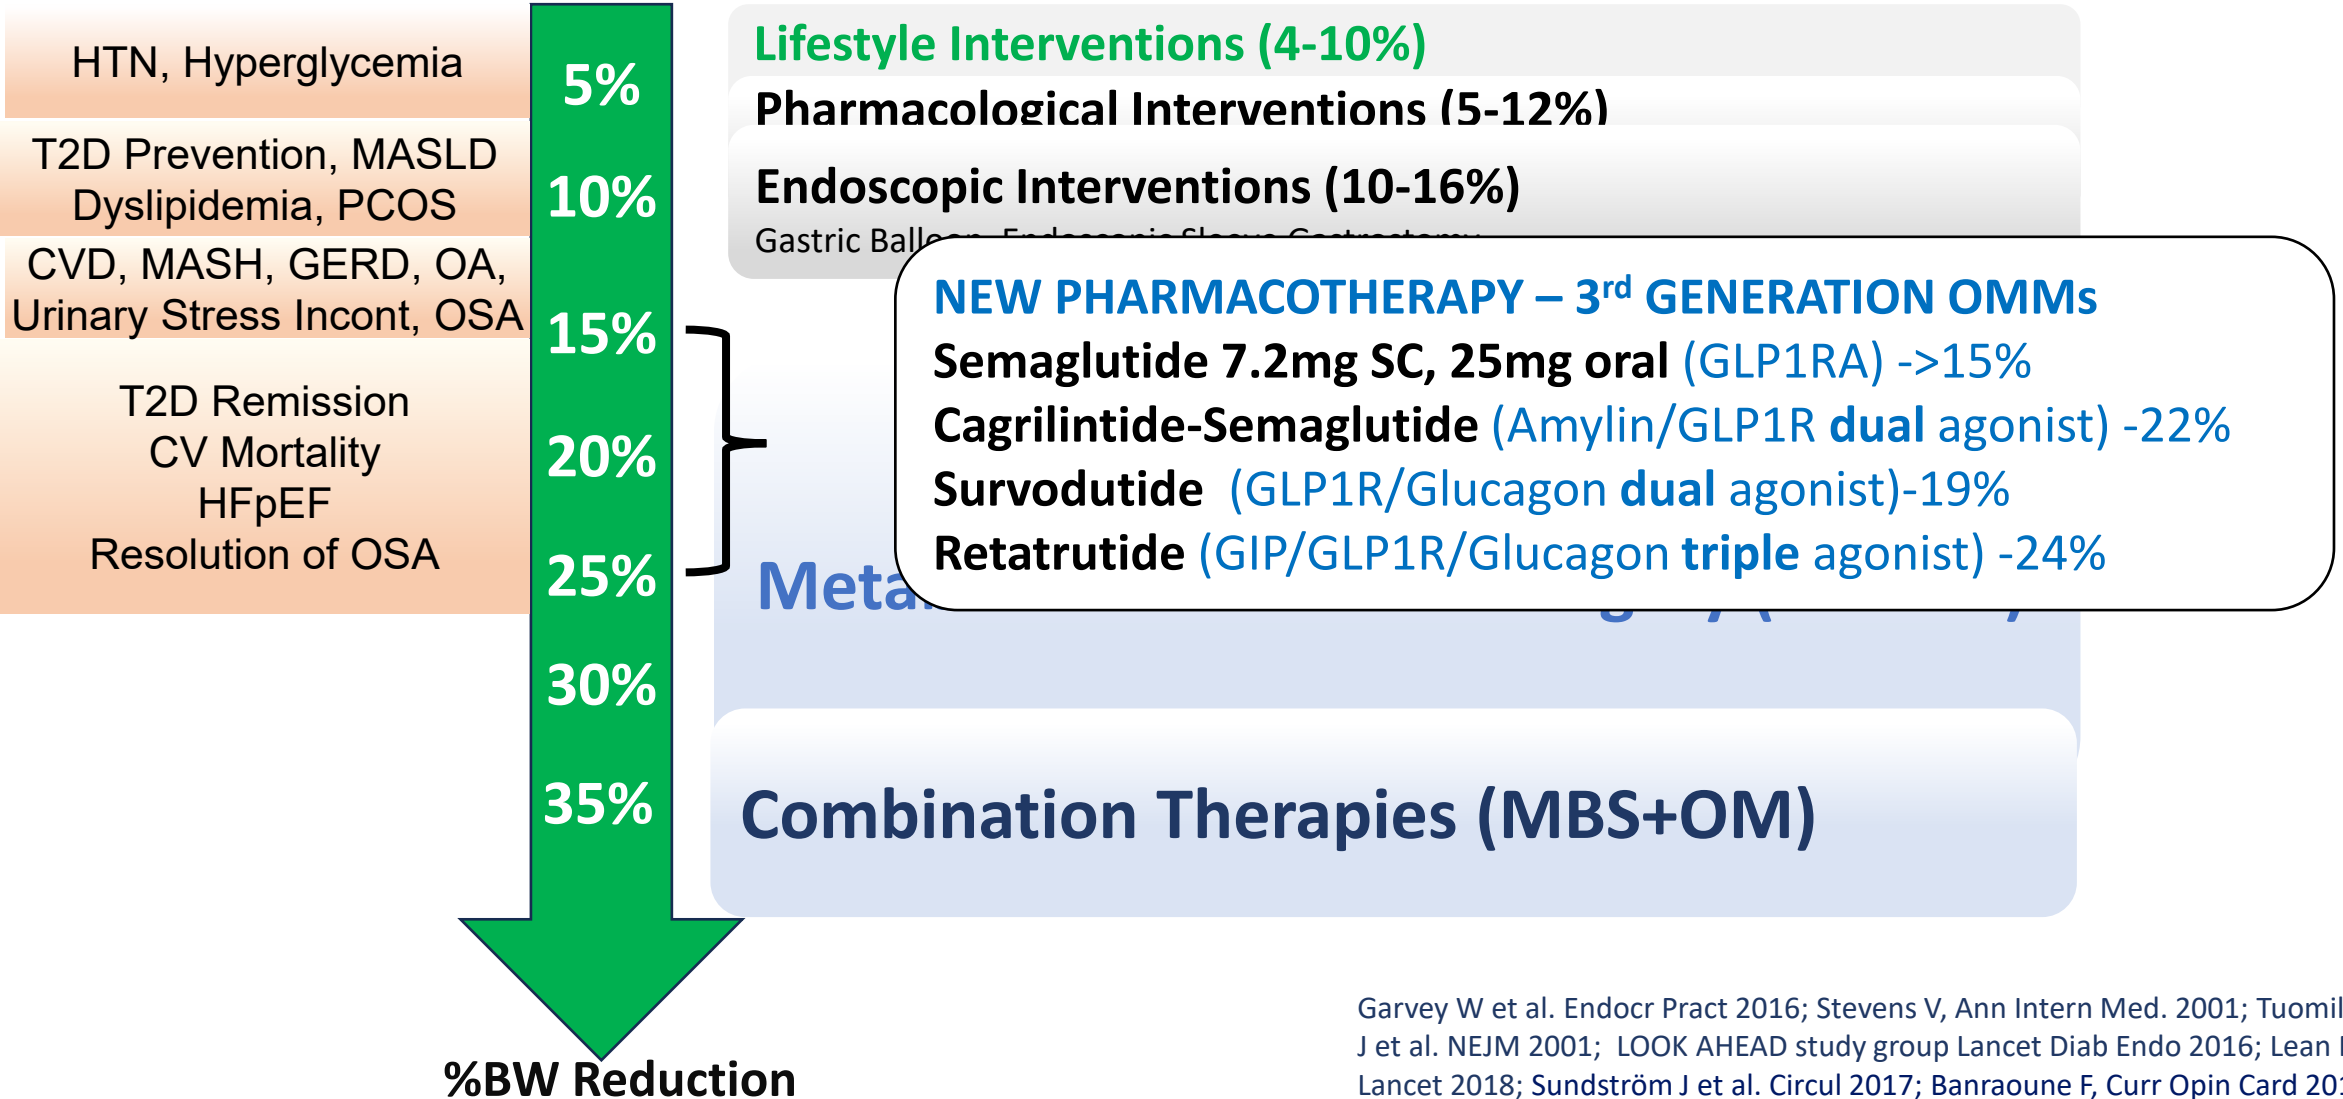 HTN, Hyperglycemia
T2D Prevention, MASLD
Dyslipidemia, PCOS
CVD, MASH, GERD, OA,
Urinary Stress Incont, OSA
T2D Remission
CV Mortality
HFpEF
Resolution of OSA
5%
10%
15%
20%
25%
30%
35%
%BW Reduction
Lifestyle Interventions (4-10%)
Pharmacological Interventions (5-12%)
Endoscopic Interventions (10-16%)
Gastric
NEW PHARMACOTHERAPY – 3rd GENERATION OMMs
Semaglutide 7.2mg SC, 25mg oral (GLP1RA) ->15%
Cagrilintide-Semaglutide (Amylin/GLP1R dual agonist) -22%
Survodutide (GLP1R/Glucagon dual agonist)-19%
Retatrutide (GIP/GLP1R/Glucagon triple agonist) -24%
Combination Therapies (MBS+OM)
Garvey W et al. Endocr Pract 2016; Stevens V, Ann Intern Med. 2001;
J et al. NEJM 2001; LOOK AHEAD study group Lancet Diab Endo 2016; Lean
Lancet 2018; Sundström J et al. Circul 2017; Banraoune F, Curr Opin Card